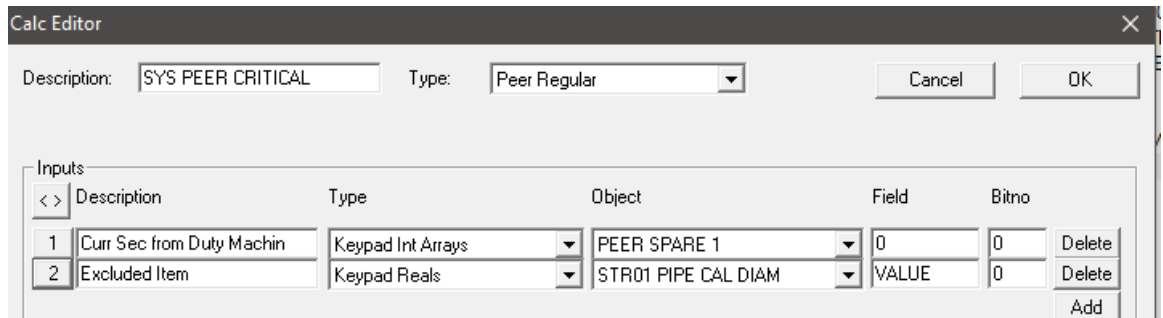 Calc Editor
Description: SYS PEER CRITICAL Type: Peer Regular Cancel OK
Inputs
< > Description Type Object Field Bitno
1 Curr Sec from Duty Machin Keypad Int Arrays PEER SPARE 1 0 0 Delete
2 Excluded Item Keypad Reals STR01 PIPE CAL DIAM VALUE 0 Delete
Add